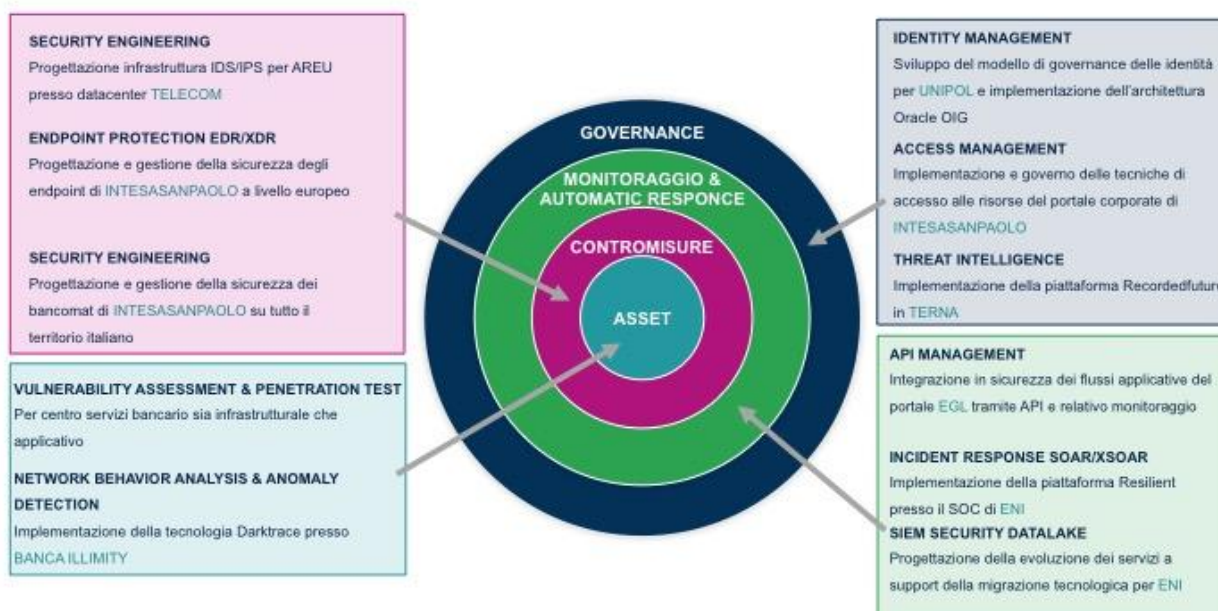 SECURITY ENGINEERING
Progettazione infrastruttura IDS/IPS per AREU
presso datacenter TELECOM
ENDPOINT PROTECTION EDR/XDR
Progettazione e gestione della sicurezza degli
endpoint di INTESASANPAOLO a livello europeo
SECURITY ENGINEERING
Progettazione e gestione della sicurezza dei
bancomat di INTESASANPAOLO su tutto il
territorio italiano
VULNERABILITY ASSESSMENT & PENETRATION TEST
Per centro servizi bancario sia infrastrutturale che
applicativo
NETWORK BEHAVIOR ANALYSIS & ANOMALY
DETECTION
Implementazione della tecnologia Darktrace presso
BANCA ILLIMITY
GOVERNANCE
MONITORAGGIO &
AUTOMATIC RESPONCE
CONTROMISURE
ASSET
IDENTITY MANAGEMENT
Sviluppo del modello di governance delle identità
per UNIPOL e implementazione dell'architettura
Oracle OIG
ACCESS MANAGEMENT
Implementazione e governo delle tecniche di
accesso alle risorse del portale corporate di
INTESASANPAOLO
THREAT INTELLIGENCE
Implementazione della piattaforma Recordedfuture
in TERNA
API MANAGEMENT
Integrazione in sicurezza dei flussi applicative del
portale EGL tramite API e relativo monitoraggio
INCIDENT RESPONSE SOAR/XSOAR
Implementazione della piattaforma Resilient
presso il SOC di ENI
SIEM SECURITY DATALAKE
Progettazione della evoluzione dei servizi a
support della migrazione tecnologica per ENI